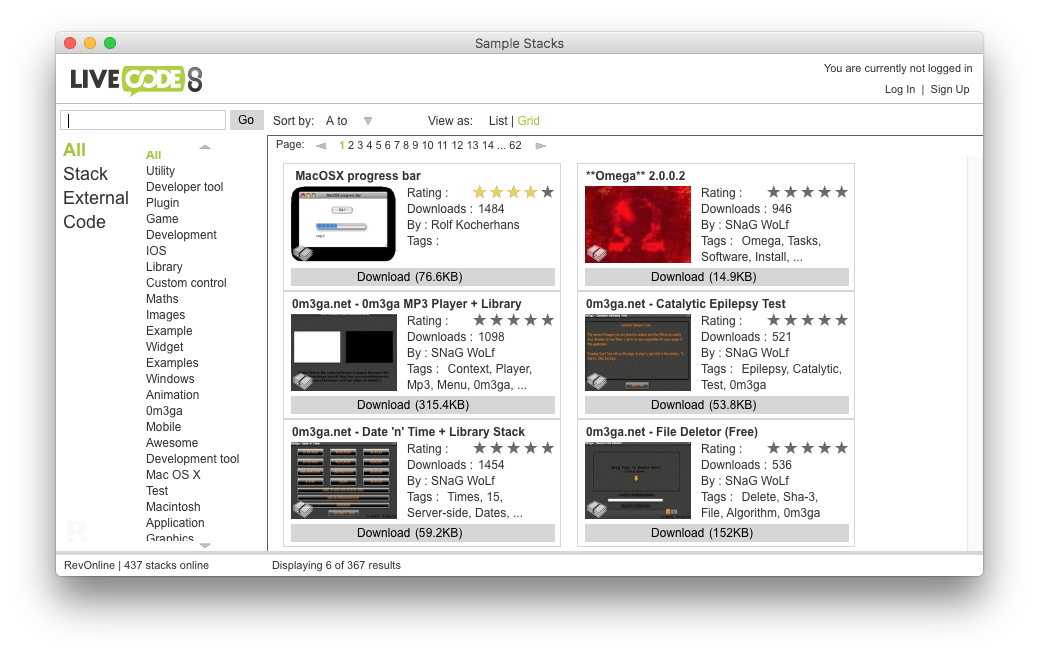 Sample Stacks
LIVECODE 8
You are currently not logged in
Log In | Sign Up
Go
Sort by: A to
View as: List | Grid
All
Stack
External
Code
All
Utility
Developer tool
Plugin
Game
Development
IOS
Library
Custom control
Maths
Images
Example
Widget
Examples
Windows
Animation
0m3ga
Mobile
Awesome
Development tool
Mac OS X
Test
Macintosh
Application
Graphics
Page: 1 2 3 4 5 6 7 8 9 10 11 12 13 14 ... 62
MacOSX progress bar
Rating :
Downloads : 1484
By : Rolf Kocherhans
Tags :
Download (76.6KB)
**Omega** 2.0.0.2
Rating :
Downloads : 946
By : SNaG WoLf
Tags : Omega, Tasks,
Software, Install, ...
Download (14.9KB)
0m3ga.net - 0m3ga MP3 Player + Library
Rating :
Downloads : 1098
By : SNaG WoLf
Tags : Context, Player,
Mp3, Menu, 0m3ga, ...
Download (315.4KB)
0m3ga.net - Catalytic Epilepsy Test
Rating :
Downloads : 521
By : SNaG WoLf
Tags : Epilepsy, Catalytic,
Test, 0m3ga
Download (53.8KB)
0m3ga.net - Date 'n' Time + Library Stack
Rating :
Downloads : 1454
By : SNaG WoLf
Tags : Times, 15,
Server-side, Dates, ...
Download (59.2KB)
0m3ga.net - File Deletor (Free)
Rating :
Downloads : 536
By : SNaG WoLf
Tags : Delete, Sha-3,
File, Algorithm, 0m3ga
Download (152KB)
RevOnline | 437 stacks online
Displaying 6 of 367 results